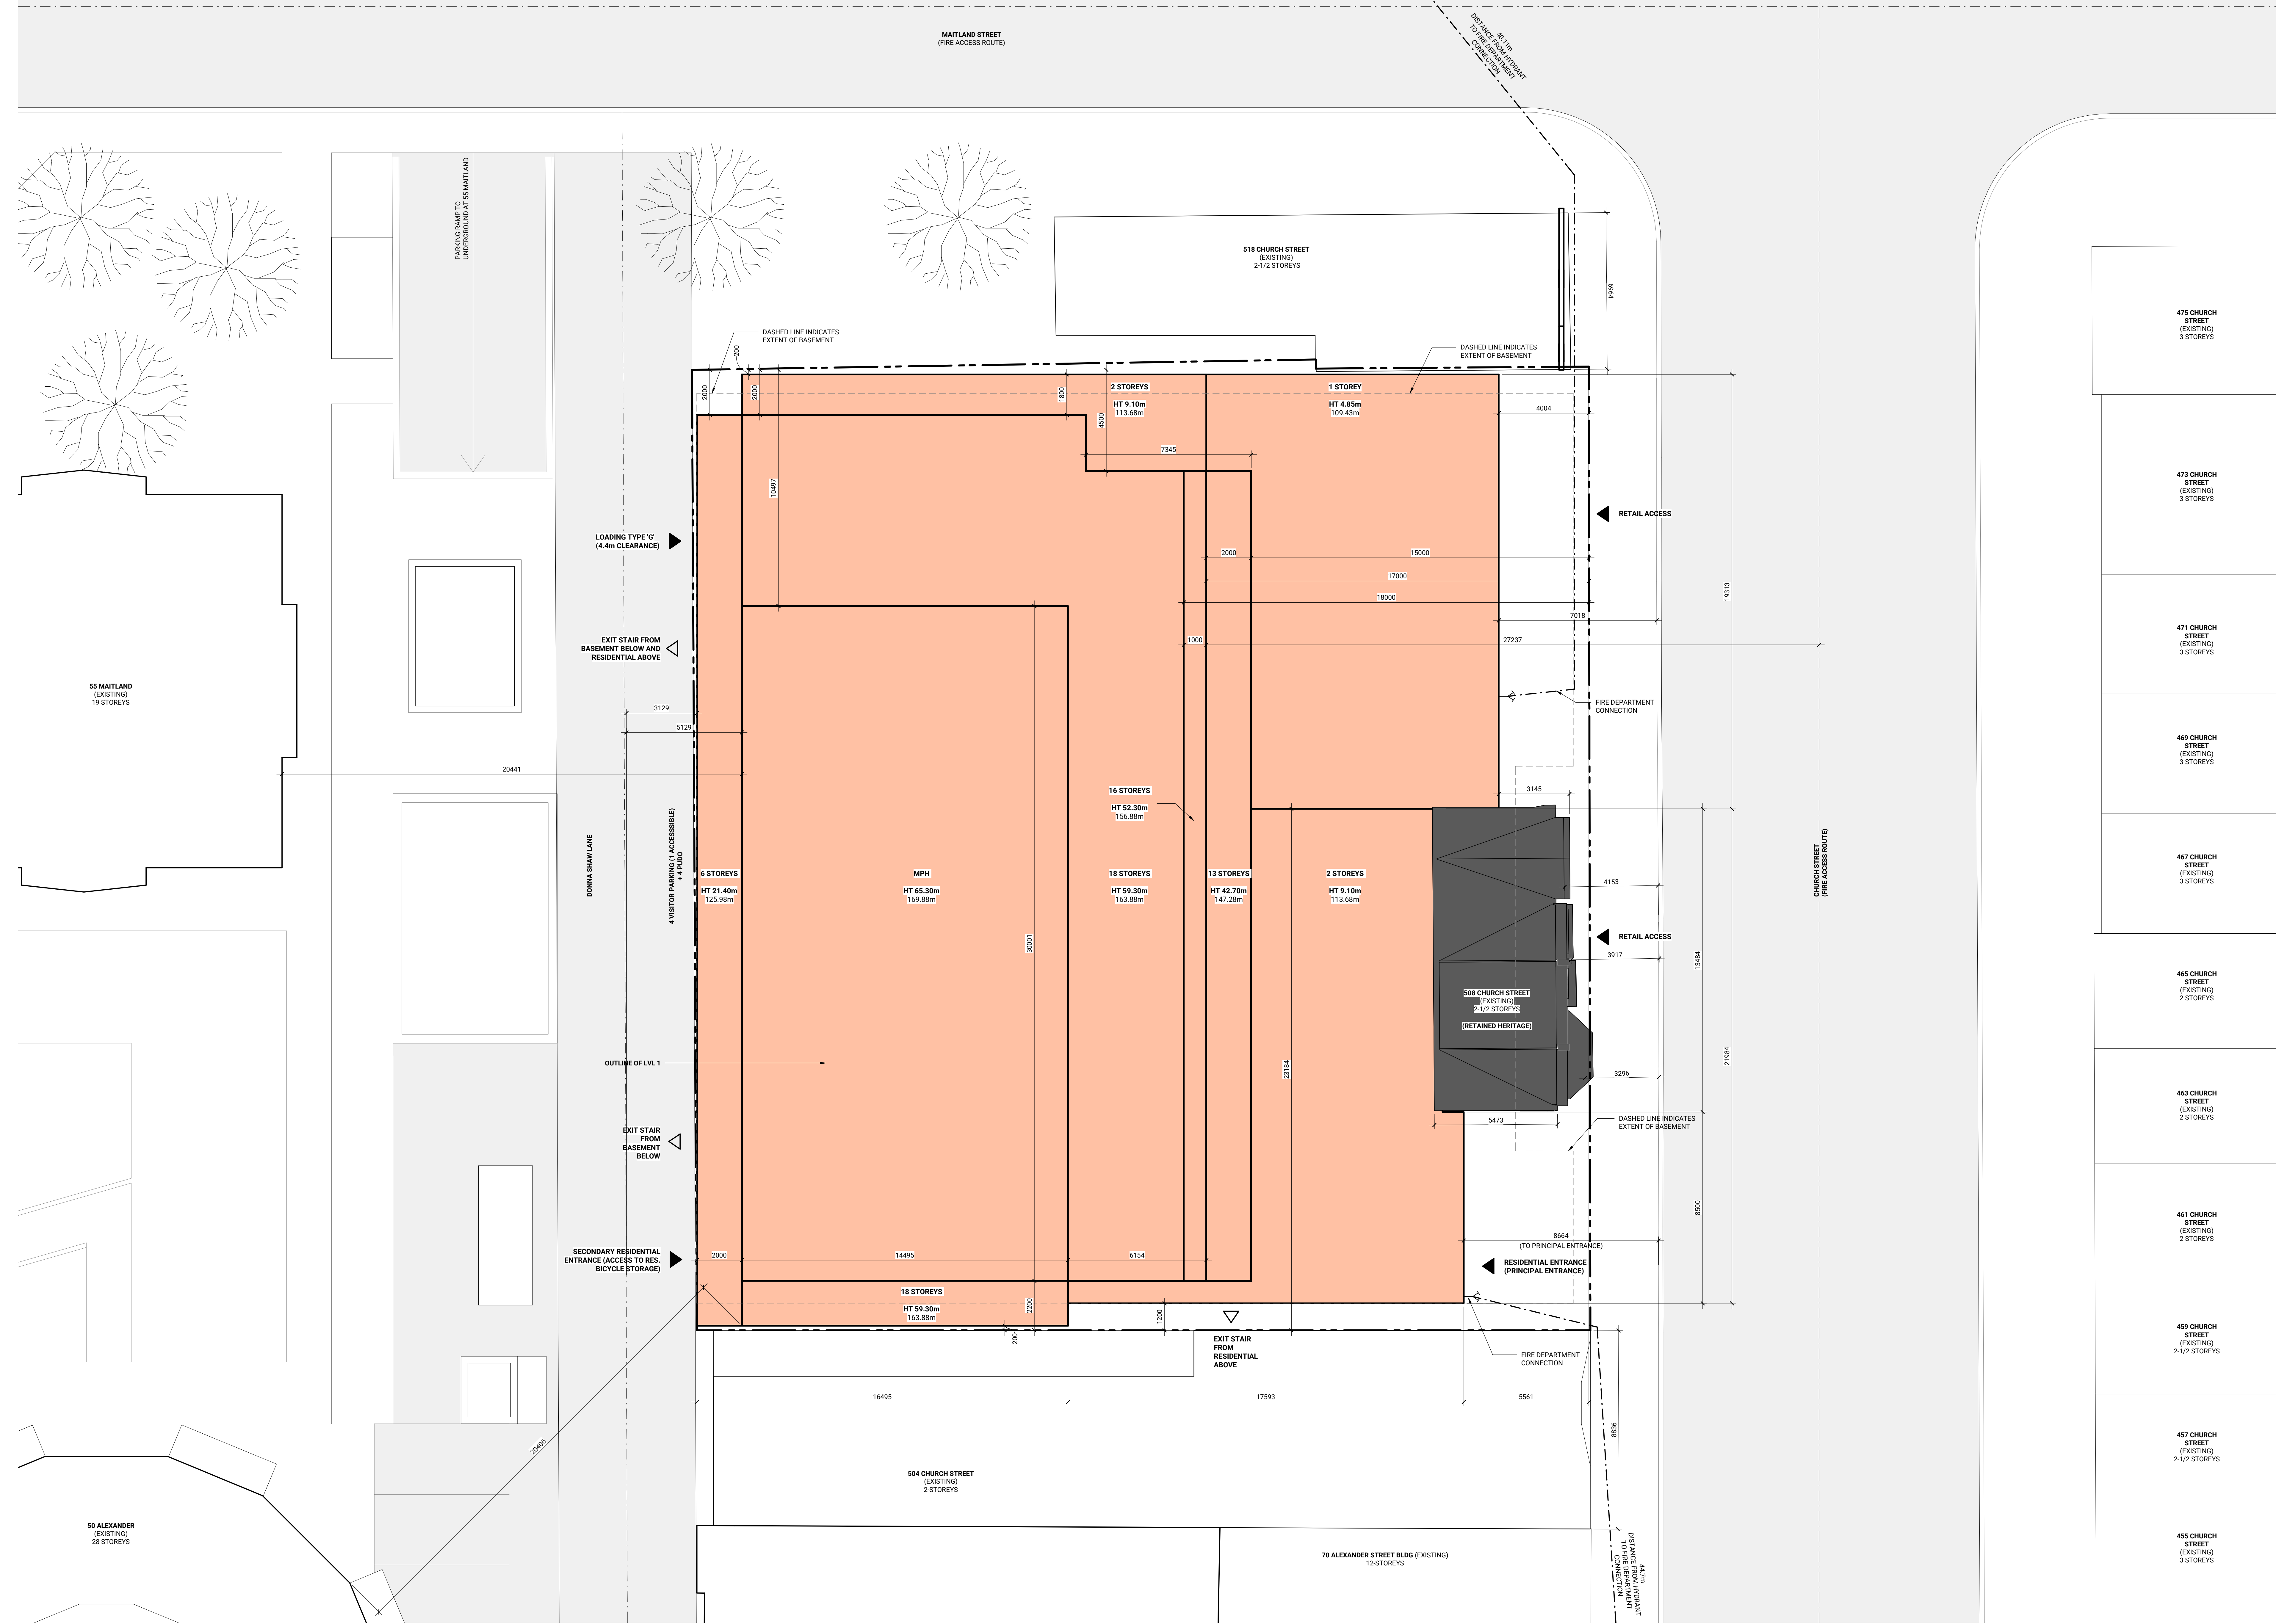 MAITLAND STREET
(FIRE ACCESS ROUTE)
40.11m
DISTANCE FROM HYDRANT
TO FIRE DEPARTMENT
CONNECTION
PARKING RAMP TO
UNDERGROUND AT 55 MAITLAND
518 CHURCH STREET
(EXISTING)
2-1/2 STOREYS
6964
475 CHURCH
STREET
(EXISTING)
3 STOREYS
DASHED LINE INDICATES
EXTENT OF BASEMENT
200
DASHED LINE INDICATES
EXTENT OF BASEMENT
2000
2000
1800
4500
2 STOREYS
HT 9.10m
113.68m
1 STOREY
HT 4.85m
109.43m
4004
7345
10497
473 CHURCH
STREET
(EXISTING)
3 STOREYS
RETAIL ACCESS
LOADING TYPE 'G'
(4.4m CLEARANCE)
2000
15000
17000
18000
19313
7018
1000
27237
EXIT STAIR FROM
BASEMENT BELOW AND
RESIDENTIAL ABOVE
471 CHURCH
STREET
(EXISTING)
3 STOREYS
55 MAITLAND
(EXISTING)
19 STOREYS
3129
5129
20441
FIRE DEPARTMENT
CONNECTION
469 CHURCH
STREET
(EXISTING)
3 STOREYS
16 STOREYS
HT 52.30m
156.88m
3145
DONNA SHAW LANE
4 VISITOR PARKING (1 ACCESSSIBLE)
+ 4 PUDO
6 STOREYS
HT 21.40m
125.98m
MPH
HT 65.30m
169.88m
18 STOREYS
HT 59.30m
163.88m
13 STOREYS
HT 42.70m
147.28m
2 STOREYS
HT 9.10m
113.68m
4153
CHURCH STREET
(FIRE ACCESS ROUTE)
467 CHURCH
STREET
(EXISTING)
3 STOREYS
30001
RETAIL ACCESS
3917
13484
465 CHURCH
STREET
(EXISTING)
2 STOREYS
508 CHURCH STREET
(EXISTING)
2-1/2 STOREYS
(RETAINED HERITAGE)
OUTLINE OF LVL 1
23184
21984
3296
463 CHURCH
STREET
(EXISTING)
2 STOREYS
5473
DASHED LINE INDICATES
EXTENT OF BASEMENT
EXIT STAIR
FROM
BASEMENT
BELOW
8500
461 CHURCH
STREET
(EXISTING)
2 STOREYS
8664
(TO PRINCIPAL ENTRANCE)
SECONDARY RESIDENTIAL
ENTRANCE (ACCESS TO RES.
BICYCLE STORAGE)
2000
14495
6154
RESIDENTIAL ENTRANCE
(PRINCIPAL ENTRANCE)
18 STOREYS
HT 59.30m
163.88m
2200
200
1200
EXIT STAIR
FROM
RESIDENTIAL
ABOVE
FIRE DEPARTMENT
CONNECTION
459 CHURCH
STREET
(EXISTING)
2-1/2 STOREYS
16495
17593
5561
8836
20406
457 CHURCH
STREET
(EXISTING)
2-1/2 STOREYS
504 CHURCH STREET
(EXISTING)
2-STOREYS
50 ALEXANDER
(EXISTING)
28 STOREYS
70 ALEXANDER STREET BLDG (EXISTING)
12-STOREYS
44.7m
DISTANCE FROM HYDRANT
TO FIRE DEPARTMENT
CONNECTION
455 CHURCH
STREET
(EXISTING)
3 STOREYS